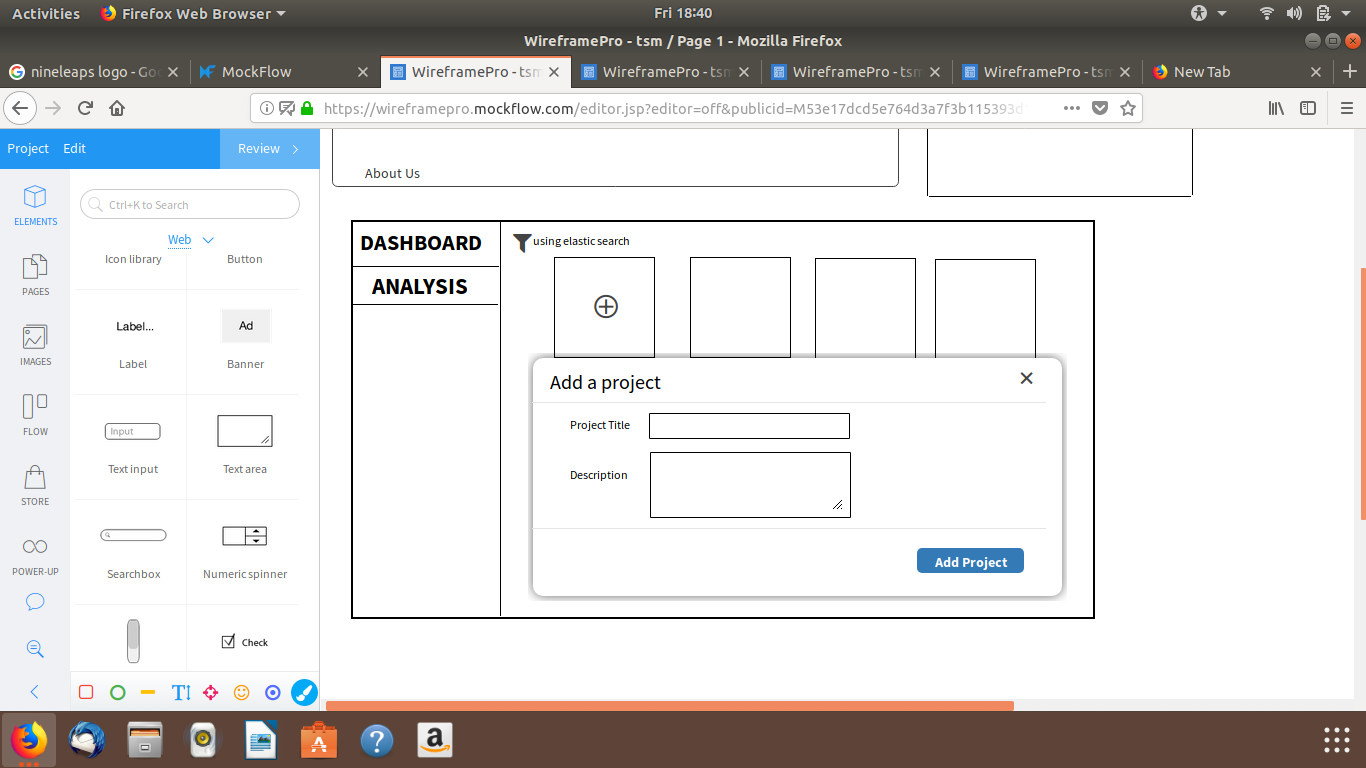 Activities Firefox Web Browser Fri 18:40
WireframePro - tsm / Page 1 - Mozilla Firefox
nineleaps logo - Go MockFlow WireframePro - tsm WireframePro - tsm WireframePro - tsm WireframePro - tsm New Tab
https://wireframepro.mockflow.com/editor.jsp?editor=off&publicid=M53e17dcd5e764d3a7f3b115393d
Project Edit Review
ELEMENTS
PAGES
IMAGES
FLOW
STORE
POWER-UP
Ctrl+K to Search
Web
Icon library Button
Label... Ad
Label Banner
Input
Text input Text area
Searchbox Numeric spinner
Check
T
About Us
DASHBOARD
ANALYSIS
using elastic search
Add a project
Project Title
Description
Add Project